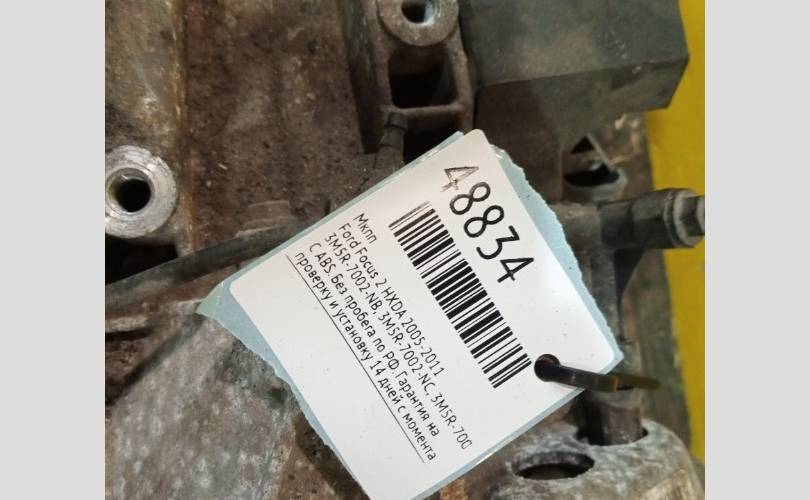 48834
Мкпп
Ford Focus 2 HXDA 2005-2011
3M5R-7002-NB, 3M5R-7002-NC, 3M5R-700
С ABS. Без пробега по РФ. Гарантия на
проверку и установку 14 дней с момента